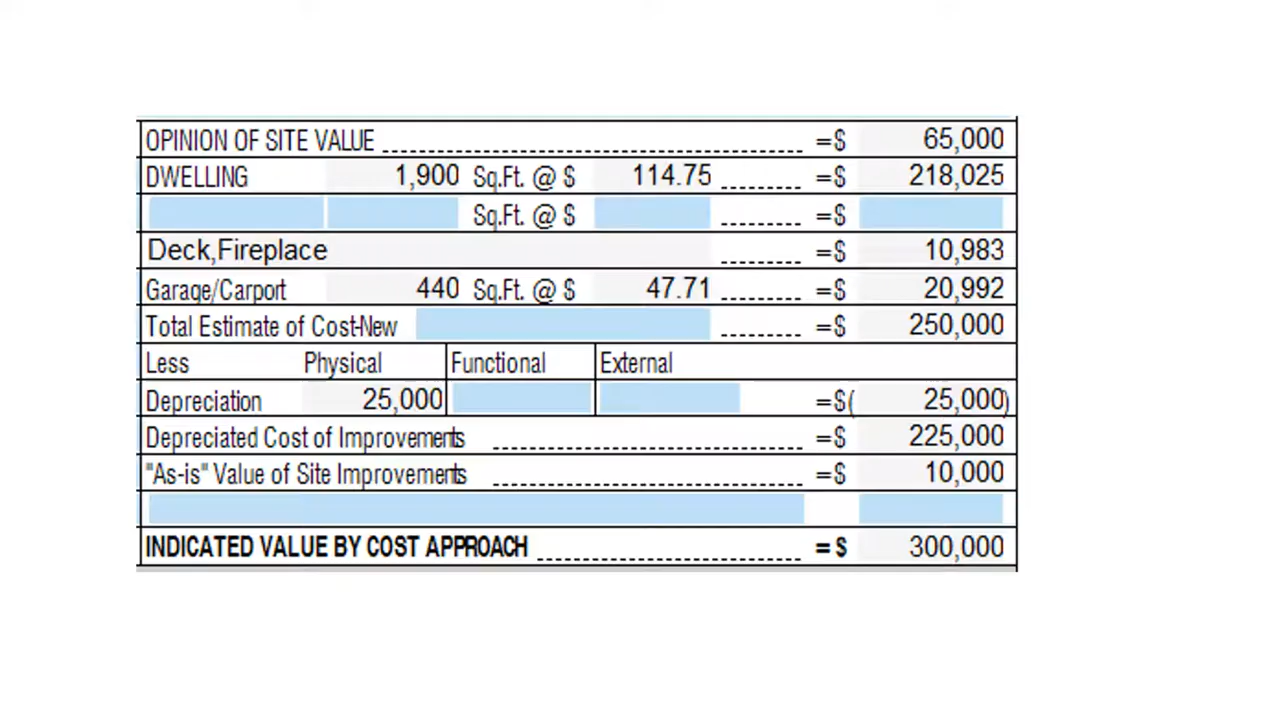 OPINION OF SITE VALUE ........................................ =$ 65,000
DWELLING 1,900 Sq.Ft. @ $ 114.75 ......... =$ 218,025
Sq.Ft. @ $ ......... =$
Deck,Fireplace ......... =$ 10,983
Garage/Carport 440 Sq.Ft. @ $ 47.71 ......... =$ 20,992
Total Estimate of Cost-New ......... =$ 250,000
Less Physical Functional External
Depreciation 25,000 =$( 25,000)
Depreciated Cost of Improvements .............................. =$ 225,000
"As-is" Value of Site Improvements .............................. =$ 10,000
INDICATED VALUE BY COST APPROACH ......................... =$ 300,000